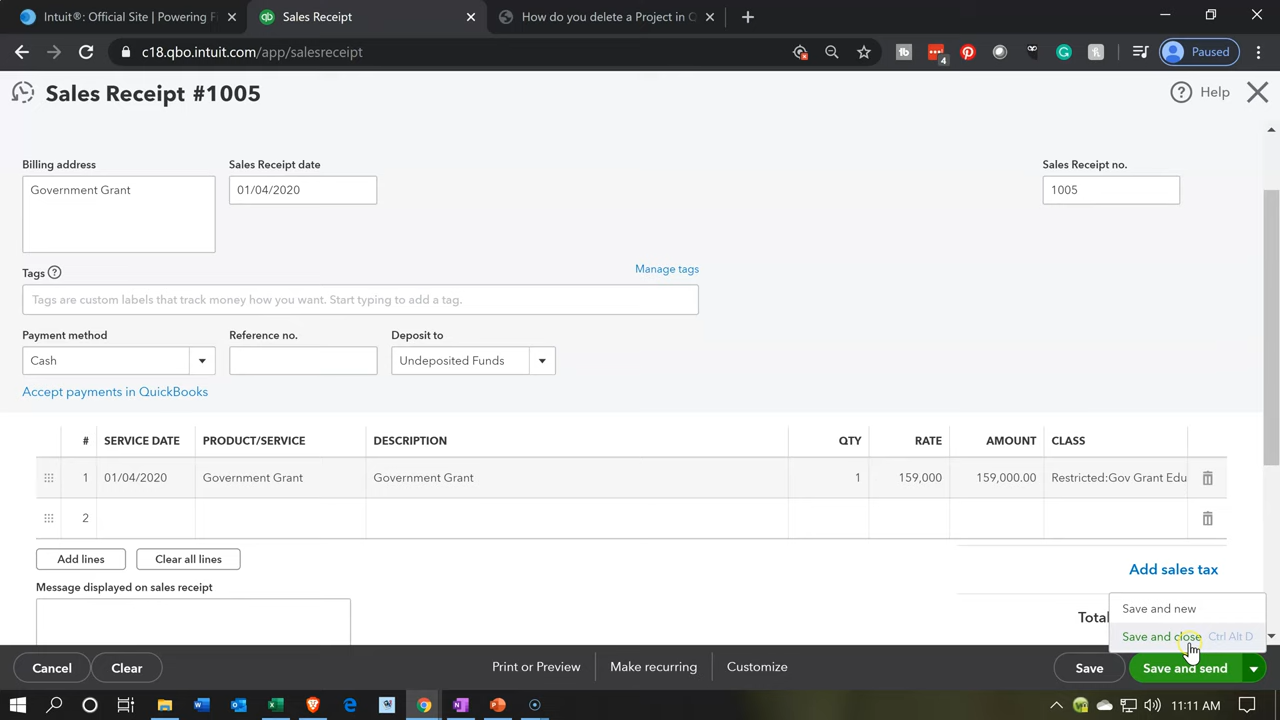 Intuit®: Official Site | Powering F
Sales Receipt
How do you delete a Project in Q
c18.qbo.intuit.com/app/salesreceipt
4
Paused
Sales Receipt #1005
Help
Billing address
Sales Receipt date
Sales Receipt no.
Government Grant
01/04/2020
1005
Tags
Manage tags
Tags are custom labels that track money how you want. Start typing to add a tag.
Payment method
Reference no.
Deposit to
Cash
Undeposited Funds
Accept payments in QuickBooks
# SERVICE DATE PRODUCT/SERVICE DESCRIPTION QTY RATE AMOUNT CLASS
1 01/04/2020 Government Grant Government Grant 1 159,000 159,000.00 Restricted:Gov Grant Edu
2
Add lines
Clear all lines
Add sales tax
Message displayed on sales receipt
Save and new
Total
Save and close Ctrl Alt D
Cancel
Clear
Print or Preview
Make recurring
Customize
Save
Save and send
11:11 AM